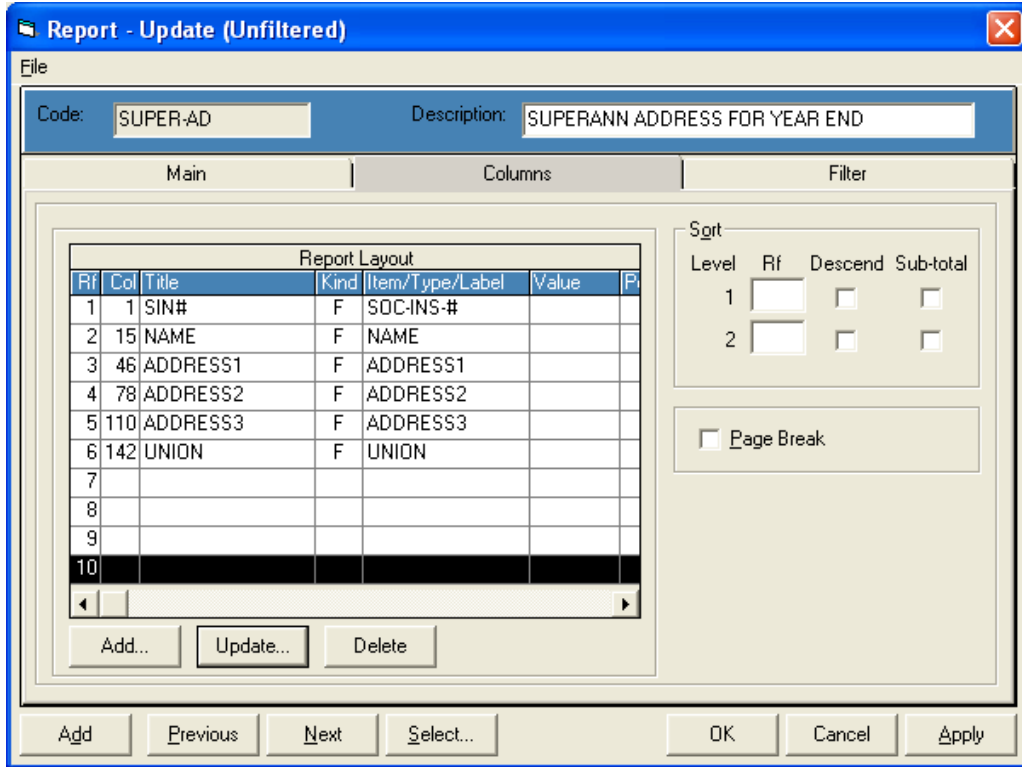 Report - Update (Unfiltered)
File
Code: SUPER-AD Description: SUPERANN ADDRESS FOR YEAR END
Main Columns Filter
Report Layout
Rf Col Title Kind Item/Type/Label Value
1 1 SIN# F SOC-INS-#
2 15 NAME F NAME
3 46 ADDRESS1 F ADDRESS1
4 78 ADDRESS2 F ADDRESS2
5 110 ADDRESS3 F ADDRESS3
6 142 UNION F UNION
7
8
9
10
Add... Update... Delete
Sort
Level Rf Descend Sub-total
1
2
Page Break
Add Previous Next Select... OK Cancel Apply